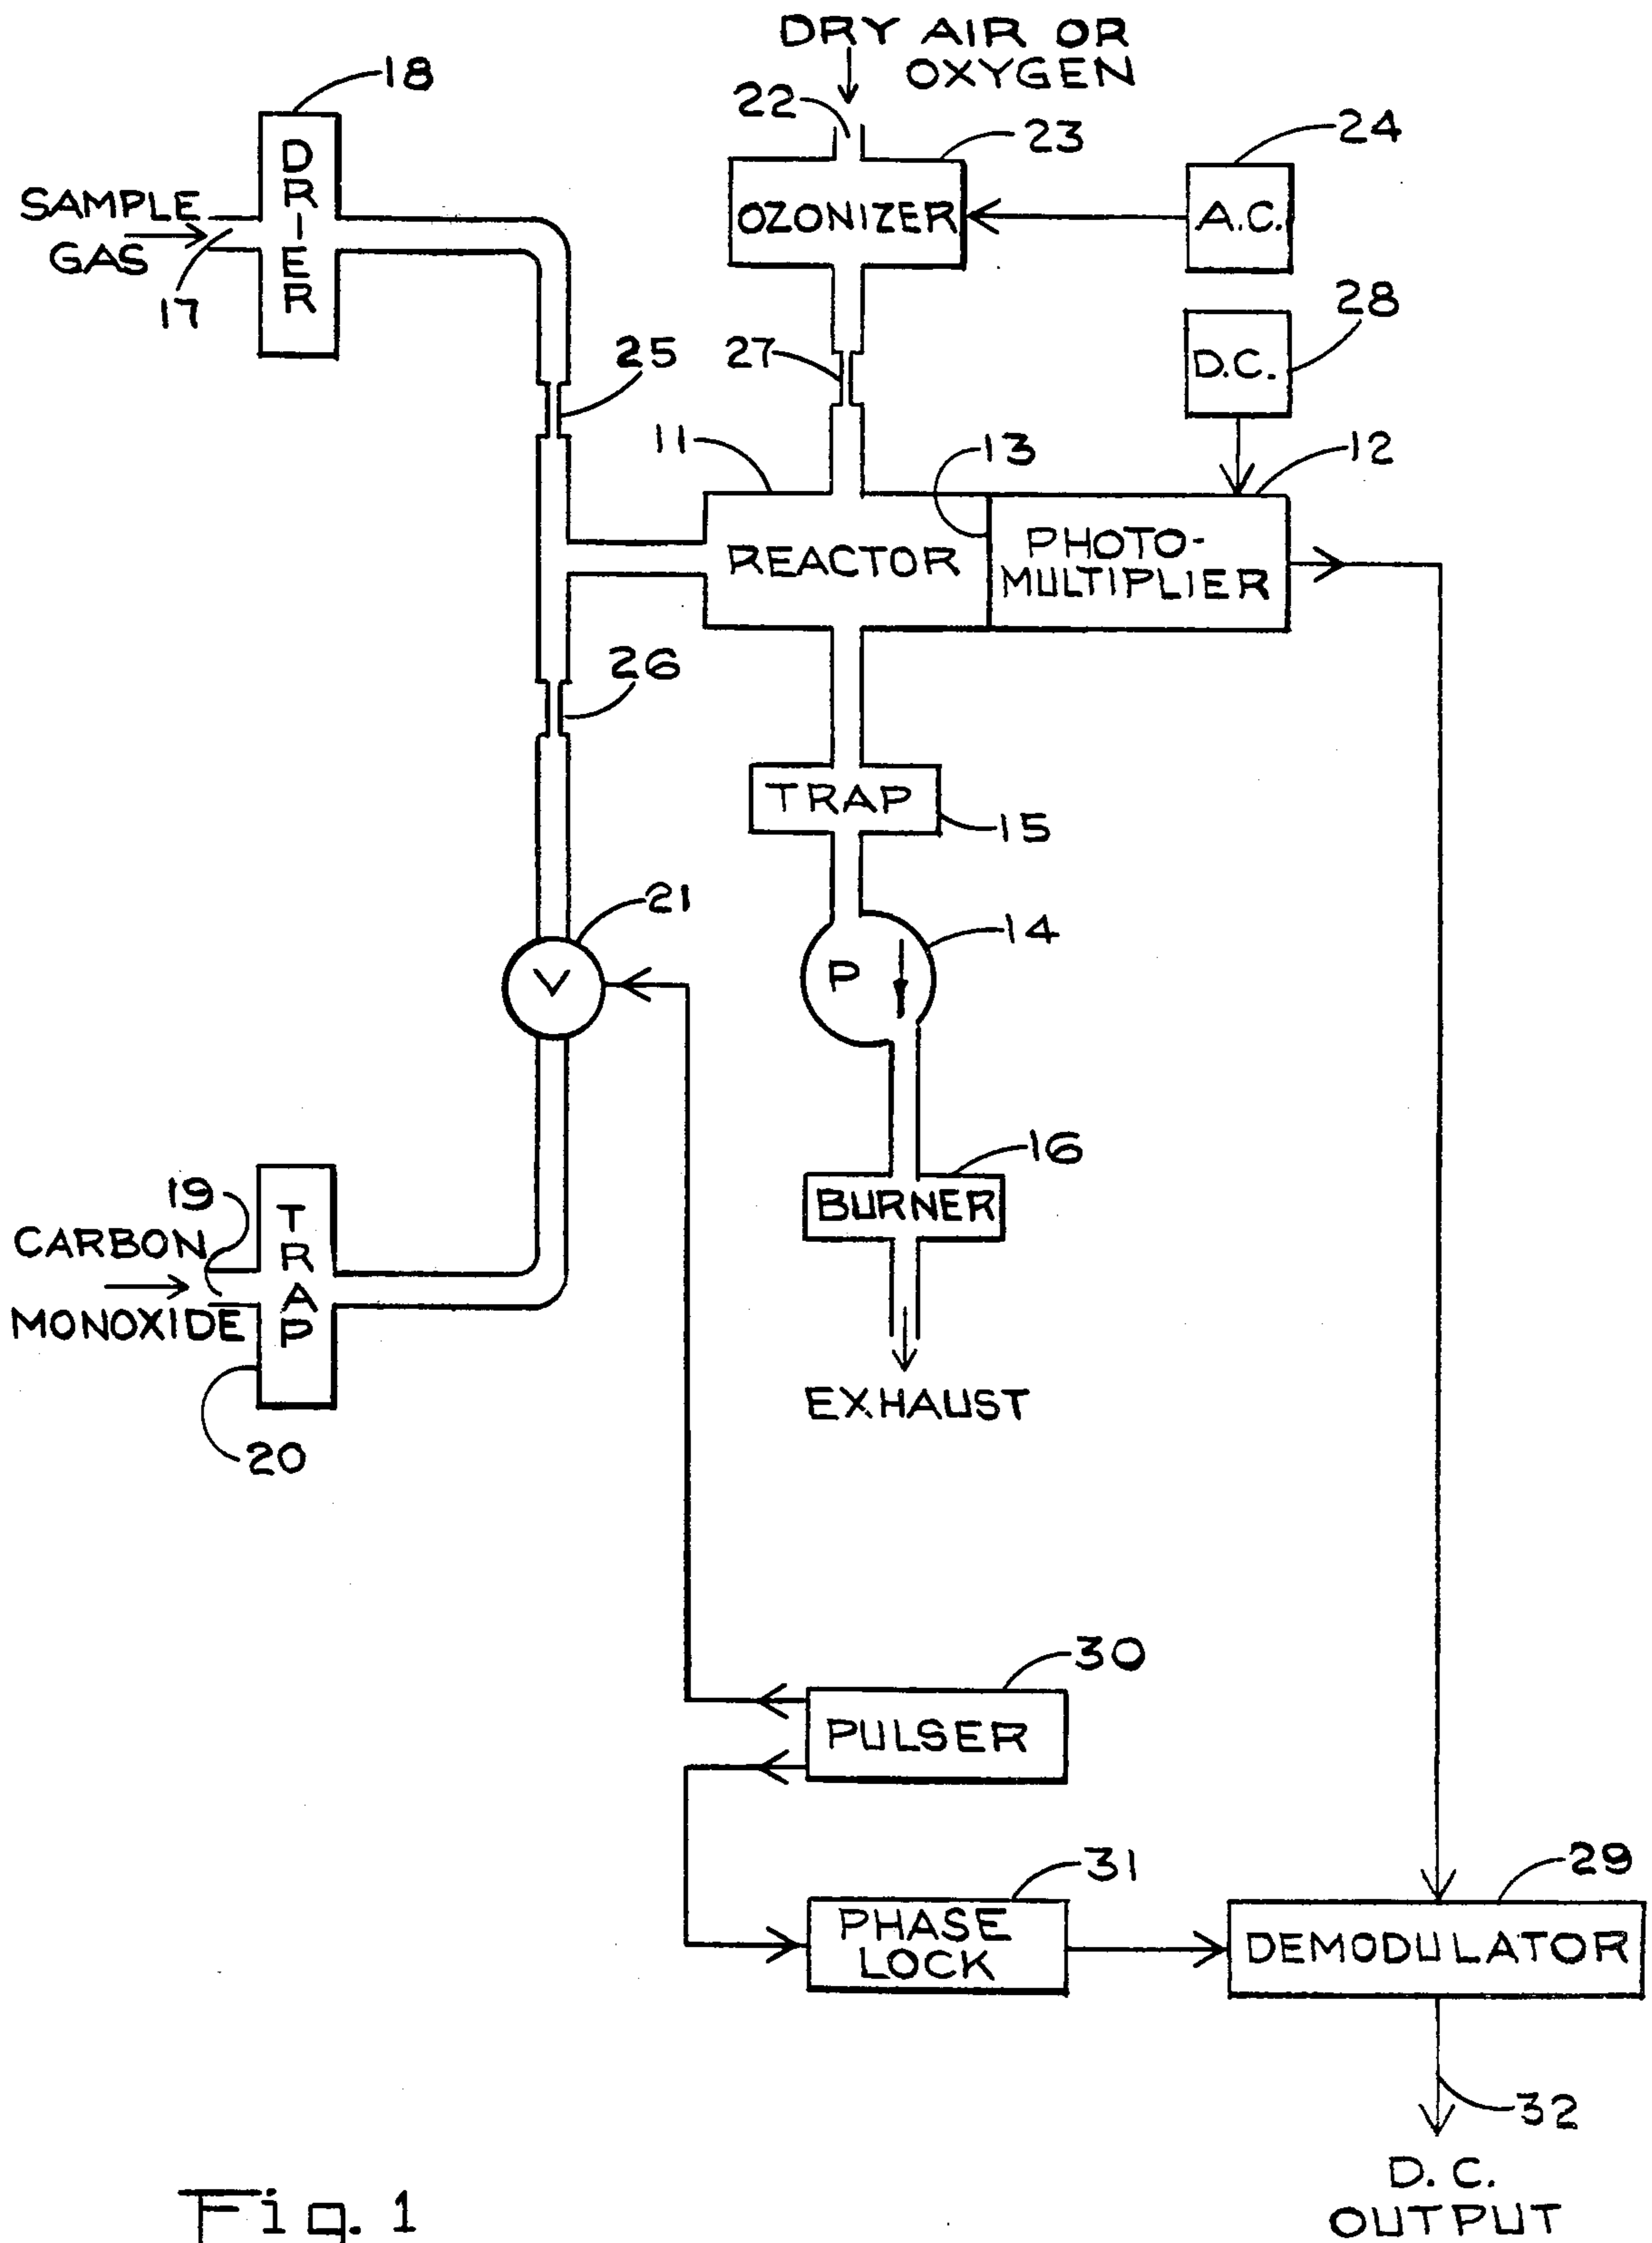 DRY AIR OR
OXYGEN
18
22
23
24
DRIER
SAMPLE
GAS
17
OZONIZER
A.C.
28
25
27
D.C.
11
13
12
REACTOR
PHOTO-
MULTIPLIER
26
TRAP
15
21
14
V
P
16
19
BURNER
CARBON
MONOXIDE
TRAP
EXHAUST
20
30
PULSER
31
29
PHASE
LOCK
DEMODULATOR
32
D.C.
OUTPUT
Fig. 1